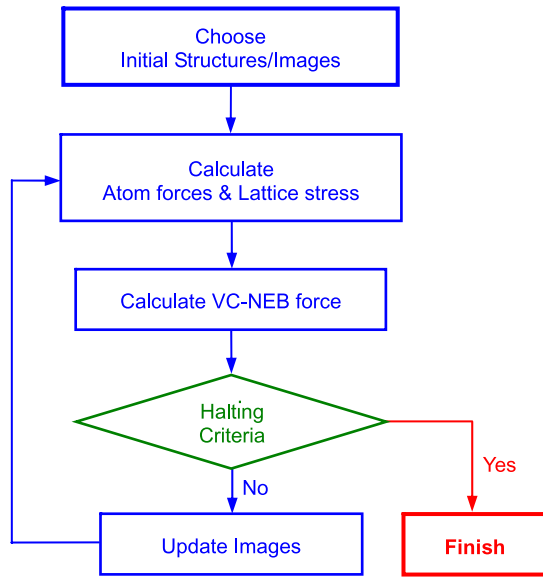 Choose
Initial Structures/Images
Calculate
Atom forces & Lattice stress
Calculate VC-NEB force
Halting
Criteria
Yes
No
Update Images
Finish